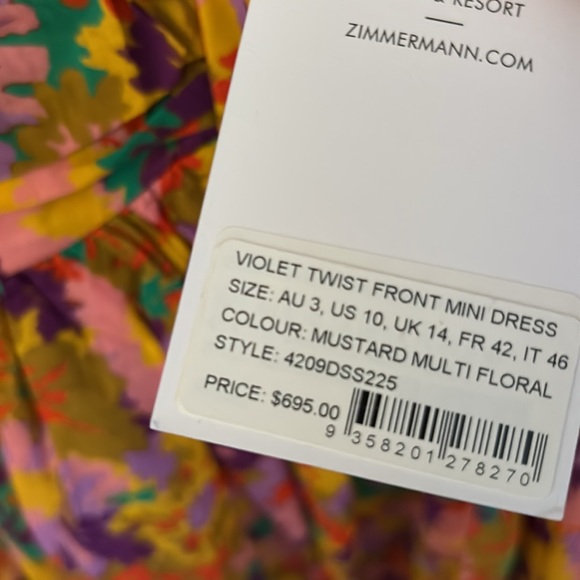 & RESORT
ZIMMERMANN.COM
VIOLET TWIST FRONT MINI DRESS
SIZE: AU 3, US 10, UK 14, FR 42, IT 46
COLOUR: MUSTARD MULTI FLORAL
STYLE: 4209DSS225
PRICE: $695.00
9 358201 278270